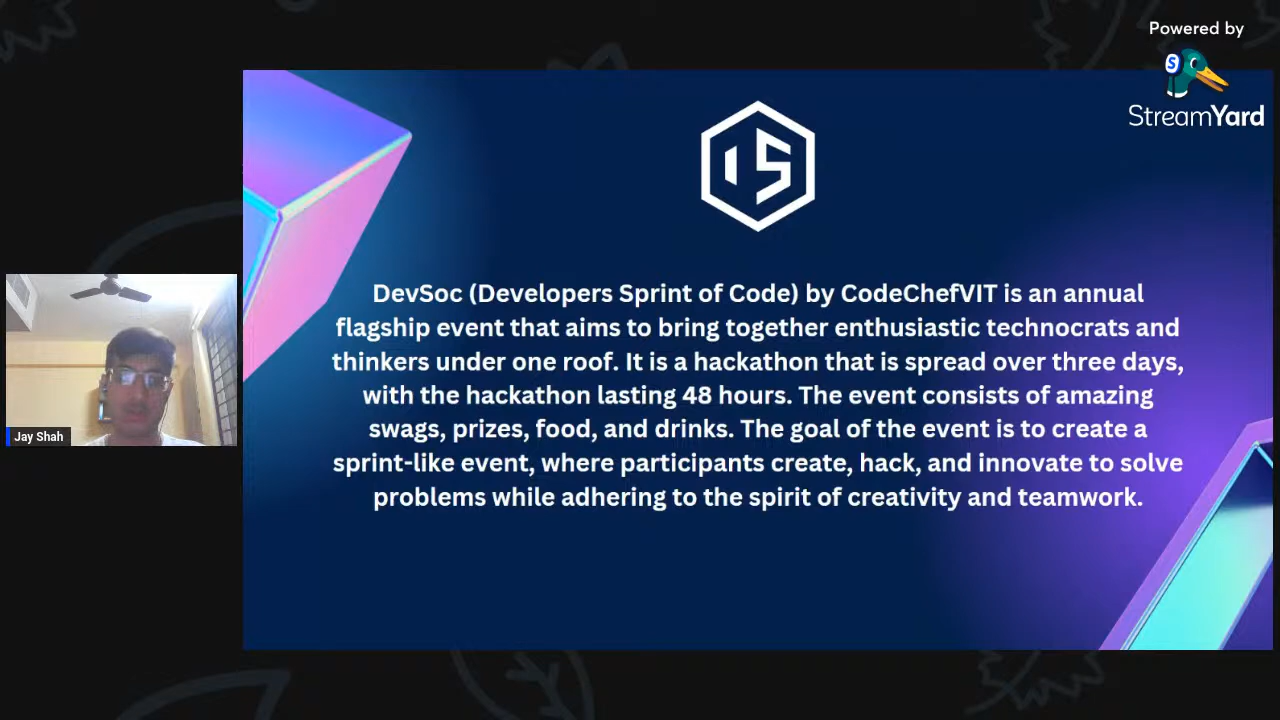 Powered by
S
StreamYard
DS
DevSoc (Developers Sprint of Code) by CodeChefVIT is an annual
flagship event that aims to bring together enthusiastic technocrats and
thinkers under one roof. It is a hackathon that is spread over three days,
with the hackathon lasting 48 hours. The event consists of amazing
swags, prizes, food, and drinks. The goal of the event is to create a
sprint-like event, where participants create, hack, and innovate to solve
problems while adhering to the spirit of creativity and teamwork.
Jay Shah